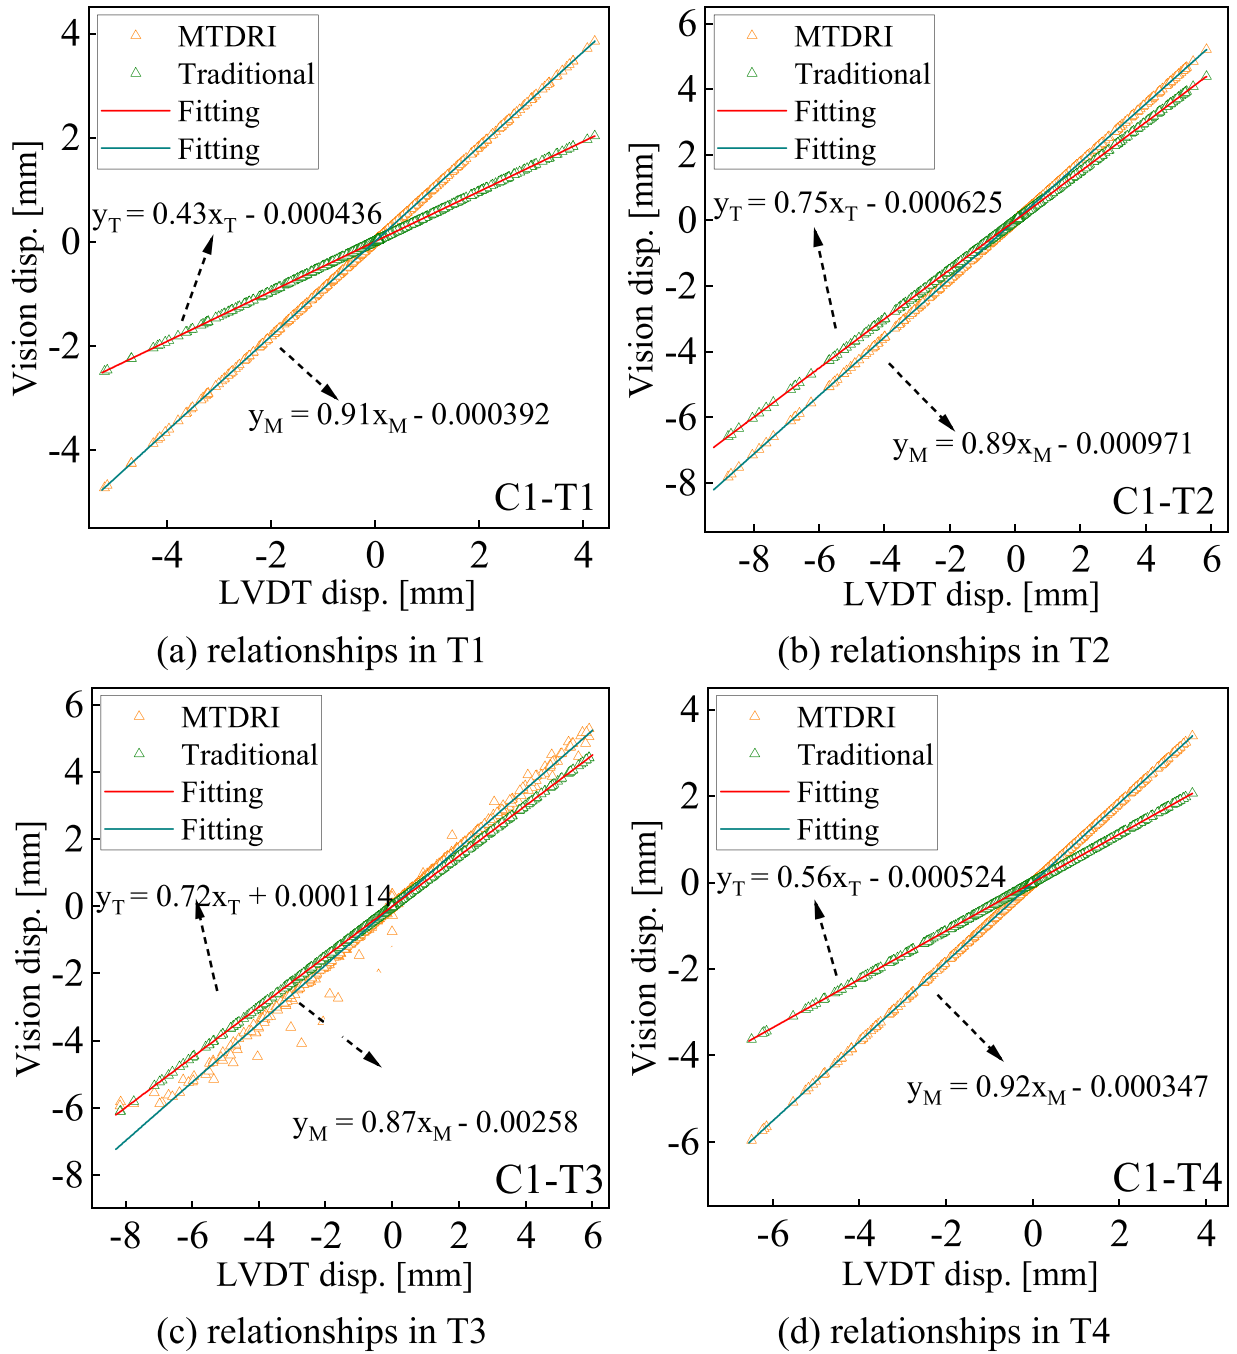 4
2
0
-2
-4
Vision disp. [mm]
MTDRI
Traditional
Fitting
Fitting
y_T = 0.43x_T - 0.000436
y_M = 0.91x_M - 0.000392
C1-T1
-4 -2 0 2 4
LVDT disp. [mm]
(a) relationships in T1
6
4
2
0
-2
-4
-6
-8
Vision disp. [mm]
MTDRI
Traditional
Fitting
Fitting
y_T = 0.75x_T - 0.000625
y_M = 0.89x_M - 0.000971
C1-T2
-8 -6 -4 -2 0 2 4 6
LVDT disp. [mm]
(b) relationships in T2
6
4
2
0
-2
-4
-6
-8
Vision disp. [mm]
MTDRI
Traditional
Fitting
Fitting
y_T = 0.72x_T + 0.000114
y_M = 0.87x_M - 0.00258
C1-T3
-8 -6 -4 -2 0 2 4 6
LVDT disp. [mm]
(c) relationships in T3
4
2
0
-2
-4
-6
Vision disp. [mm]
MTDRI
Traditional
Fitting
Fitting
y_T = 0.56x_T - 0.000524
y_M = 0.92x_M - 0.000347
C1-T4
-6 -4 -2 0 2 4
LVDT disp. [mm]
(d) relationships in T4